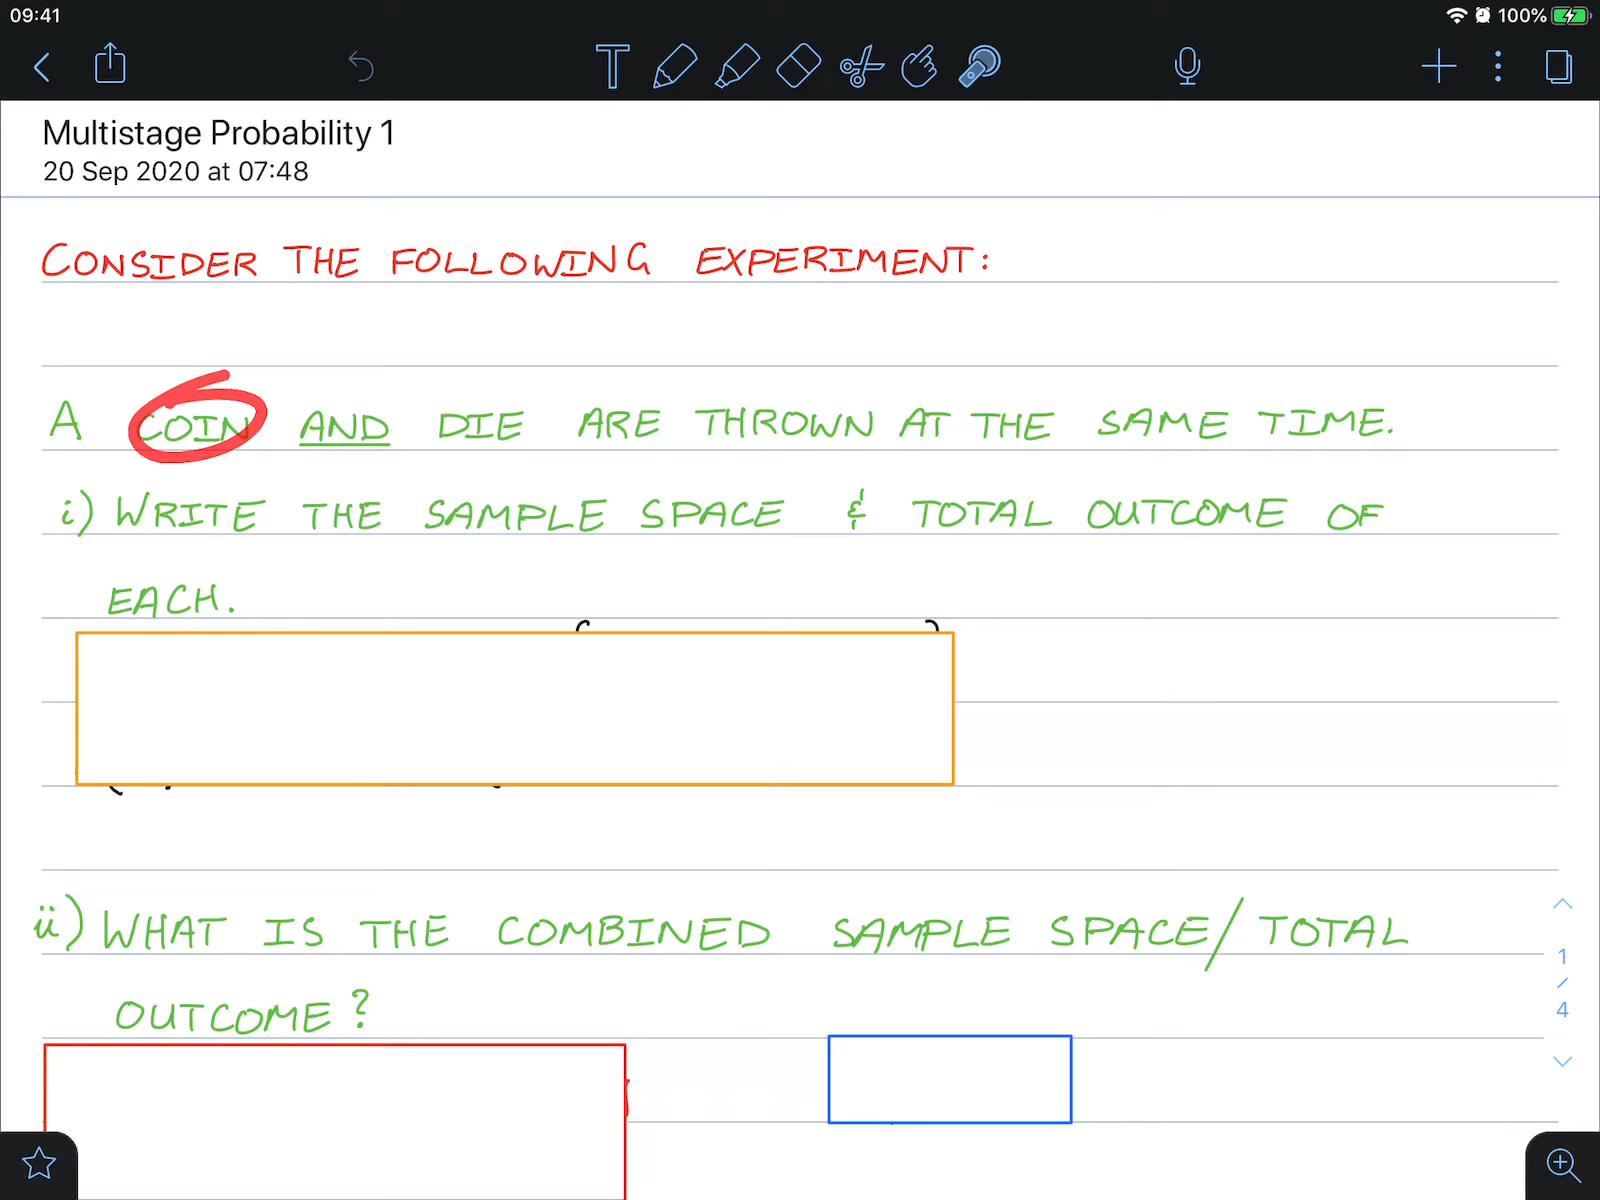 09:41
100%
T
Multistage Probability 1
20 Sep 2020 at 07:48
CONSIDER THE FOLLOWING EXPERIMENT:
A COIN AND DIE ARE THROWN AT THE SAME TIME.
i) WRITE THE SAMPLE SPACE & TOTAL OUTCOME OF
EACH.
ii) WHAT IS THE COMBINED SAMPLE SPACE/TOTAL
OUTCOME?
1
/
4